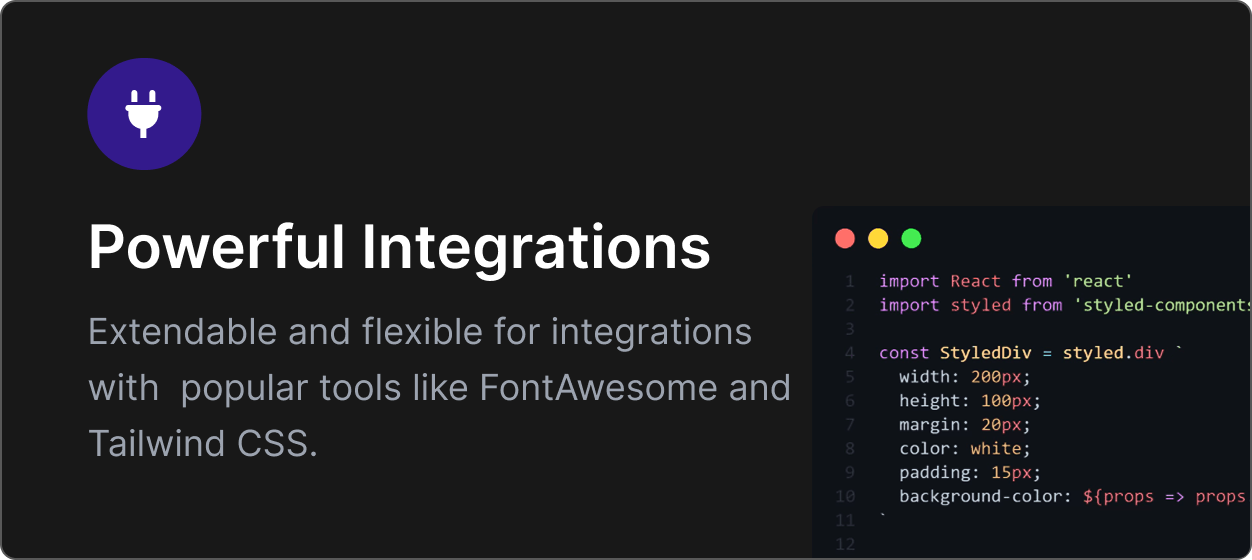 Powerful Integrations
Extendable and flexible for integrations
with  popular tools like FontAwesome and
Tailwind CSS.
1 import React from 'react'
2 import styled from 'styled-components
3
4 const StyledDiv = styled.div `
5   width: 200px;
6   height: 100px;
7   margin: 20px;
8   color: white;
9   padding: 15px;
10   background-color: ${props => props
11 `
12